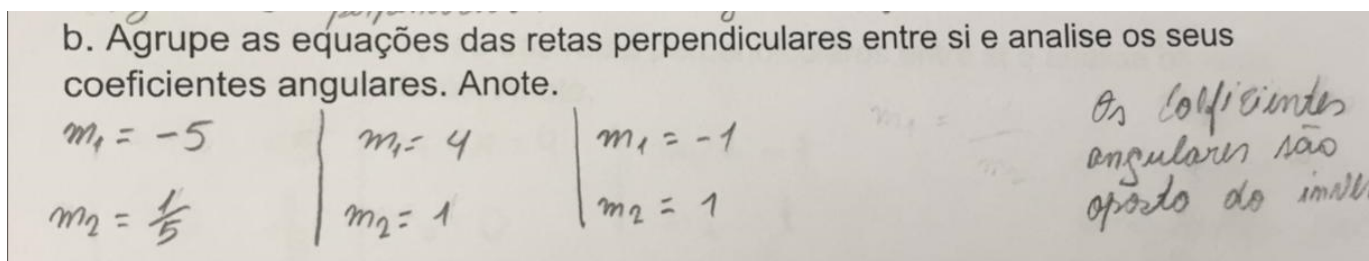 b. Agrupe as equações das retas perpendiculares entre si e analise os seus
coeficientes angulares. Anote.
m₁ = -5 | m₁ = 4 | m₁ = -1
m₂ = 1/5 | m₂ = 1 | m₂ = 1
Os coeficientes
angulares são
oposto do